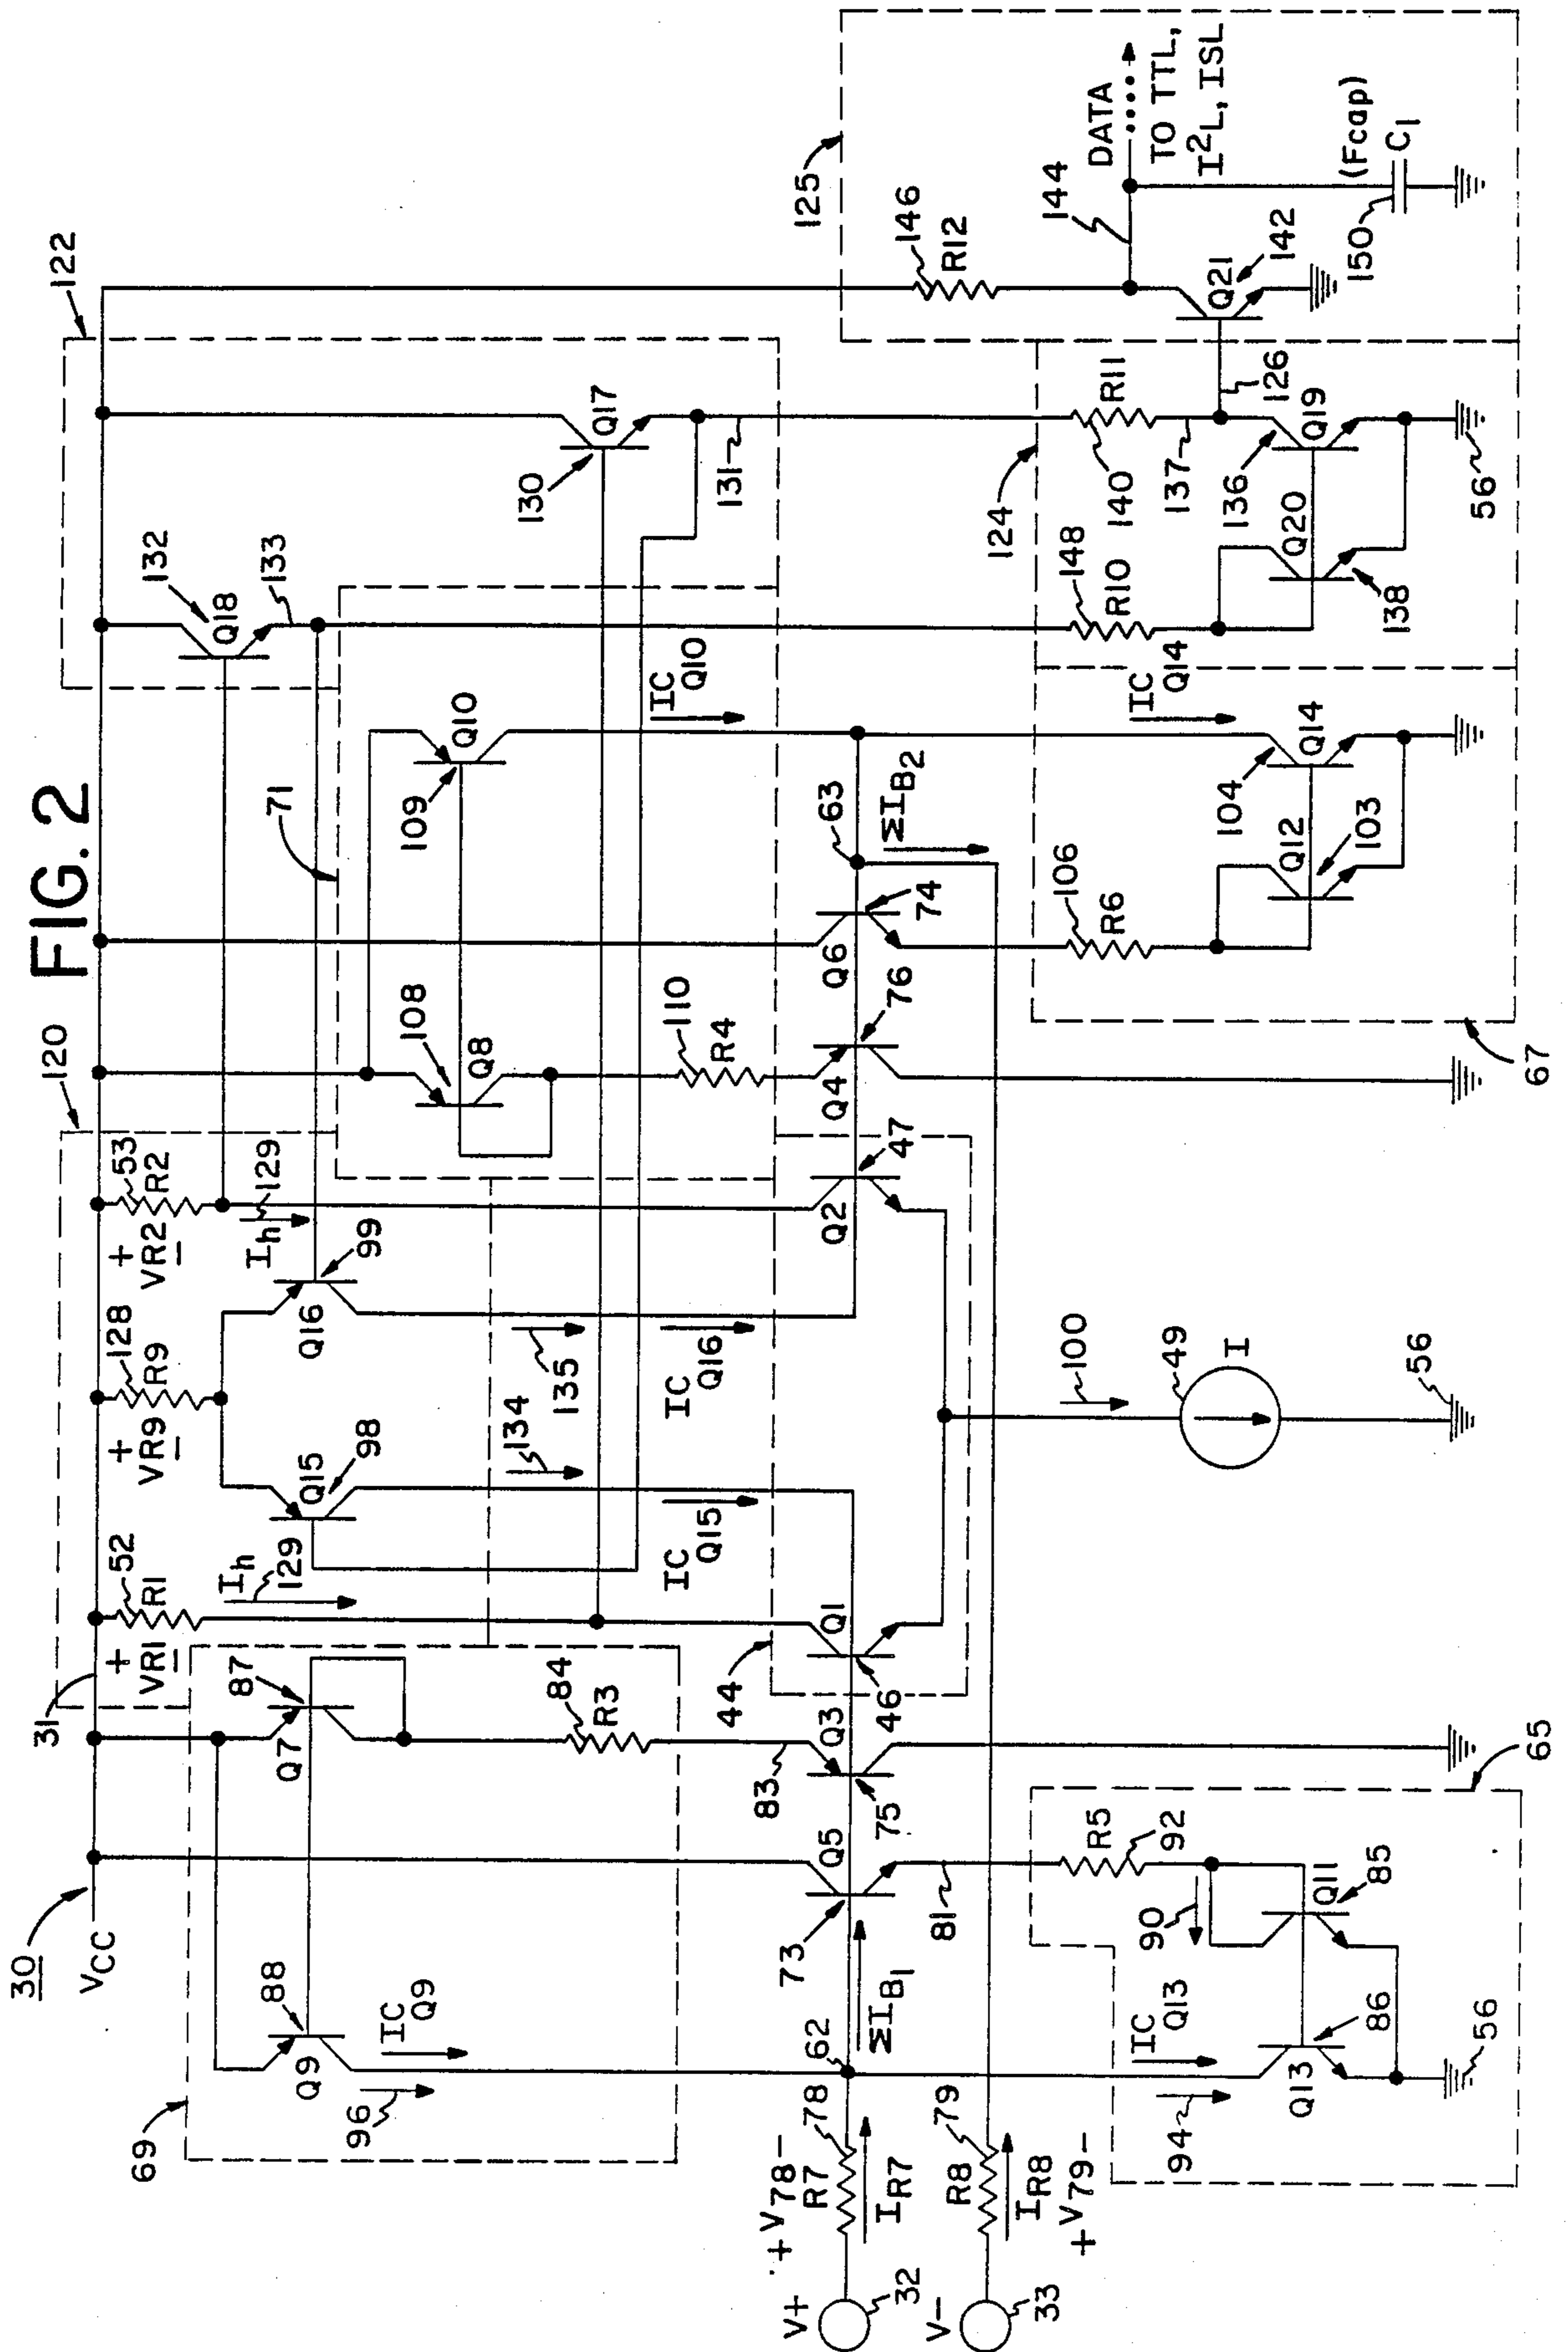 FIG. 2
30
VCC
31
120
122
+
VR1
-
52
R1
Ih
129
+
VR9
-
128
R9
+
VR2
-
53
R2
Ih
129
132
Q18
133
69
88
Q9
87
Q7
Q15
98
Q16
99
71
108
Q8
109
Q10
130
Q17
131
96
IC
Q9
84
R3
134
135
IC
Q15
IC
Q16
110
R4
IC
Q10
125
146
R12
44
83
73
Q5
75
Q3
46
Q1
Q2
47
Q4
76
Q6
74
63
ΣIB2
V+
32
+ V78 -
R7
78
IR7
62
ΣIB1
V-
33
R8
79
IR8
+ V79 -
81
144
DATA
TO TTL,
I2L, ISL
124
65
94
IC
Q13
90
R5
92
Q13
86
Q11
85
56
100
49
I
56
106
R6
IC
Q14
Q12
103
104
Q14
67
148
R10
140
R11
137
126
Q20
138
136
Q19
56
Q21
142
150
(Fcap)
C1